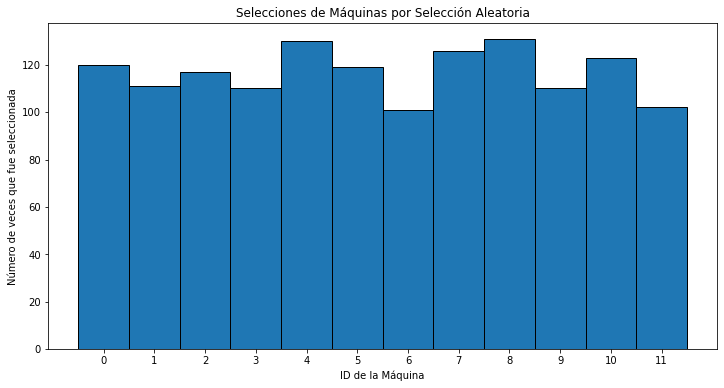 Selecciones de Máquinas por Selección Aleatoria
Número de veces que fue seleccionada
120
100
80
60
40
20
0
0 1 2 3 4 5 6 7 8 9 10 11
ID de la Máquina